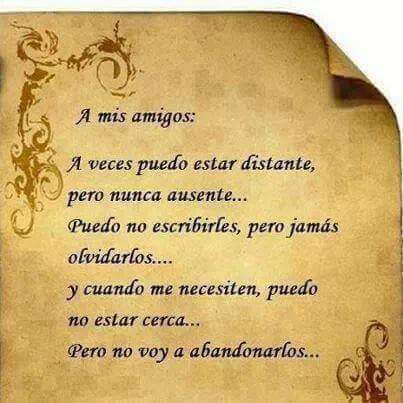 A mis amigos:
A veces puedo estar distante,
pero nunca ausente...
Puedo no escribirles, pero jamás
olvidarlos....
y cuando me necesiten, puedo
no estar cerca...
Pero no voy a abandonarlos...